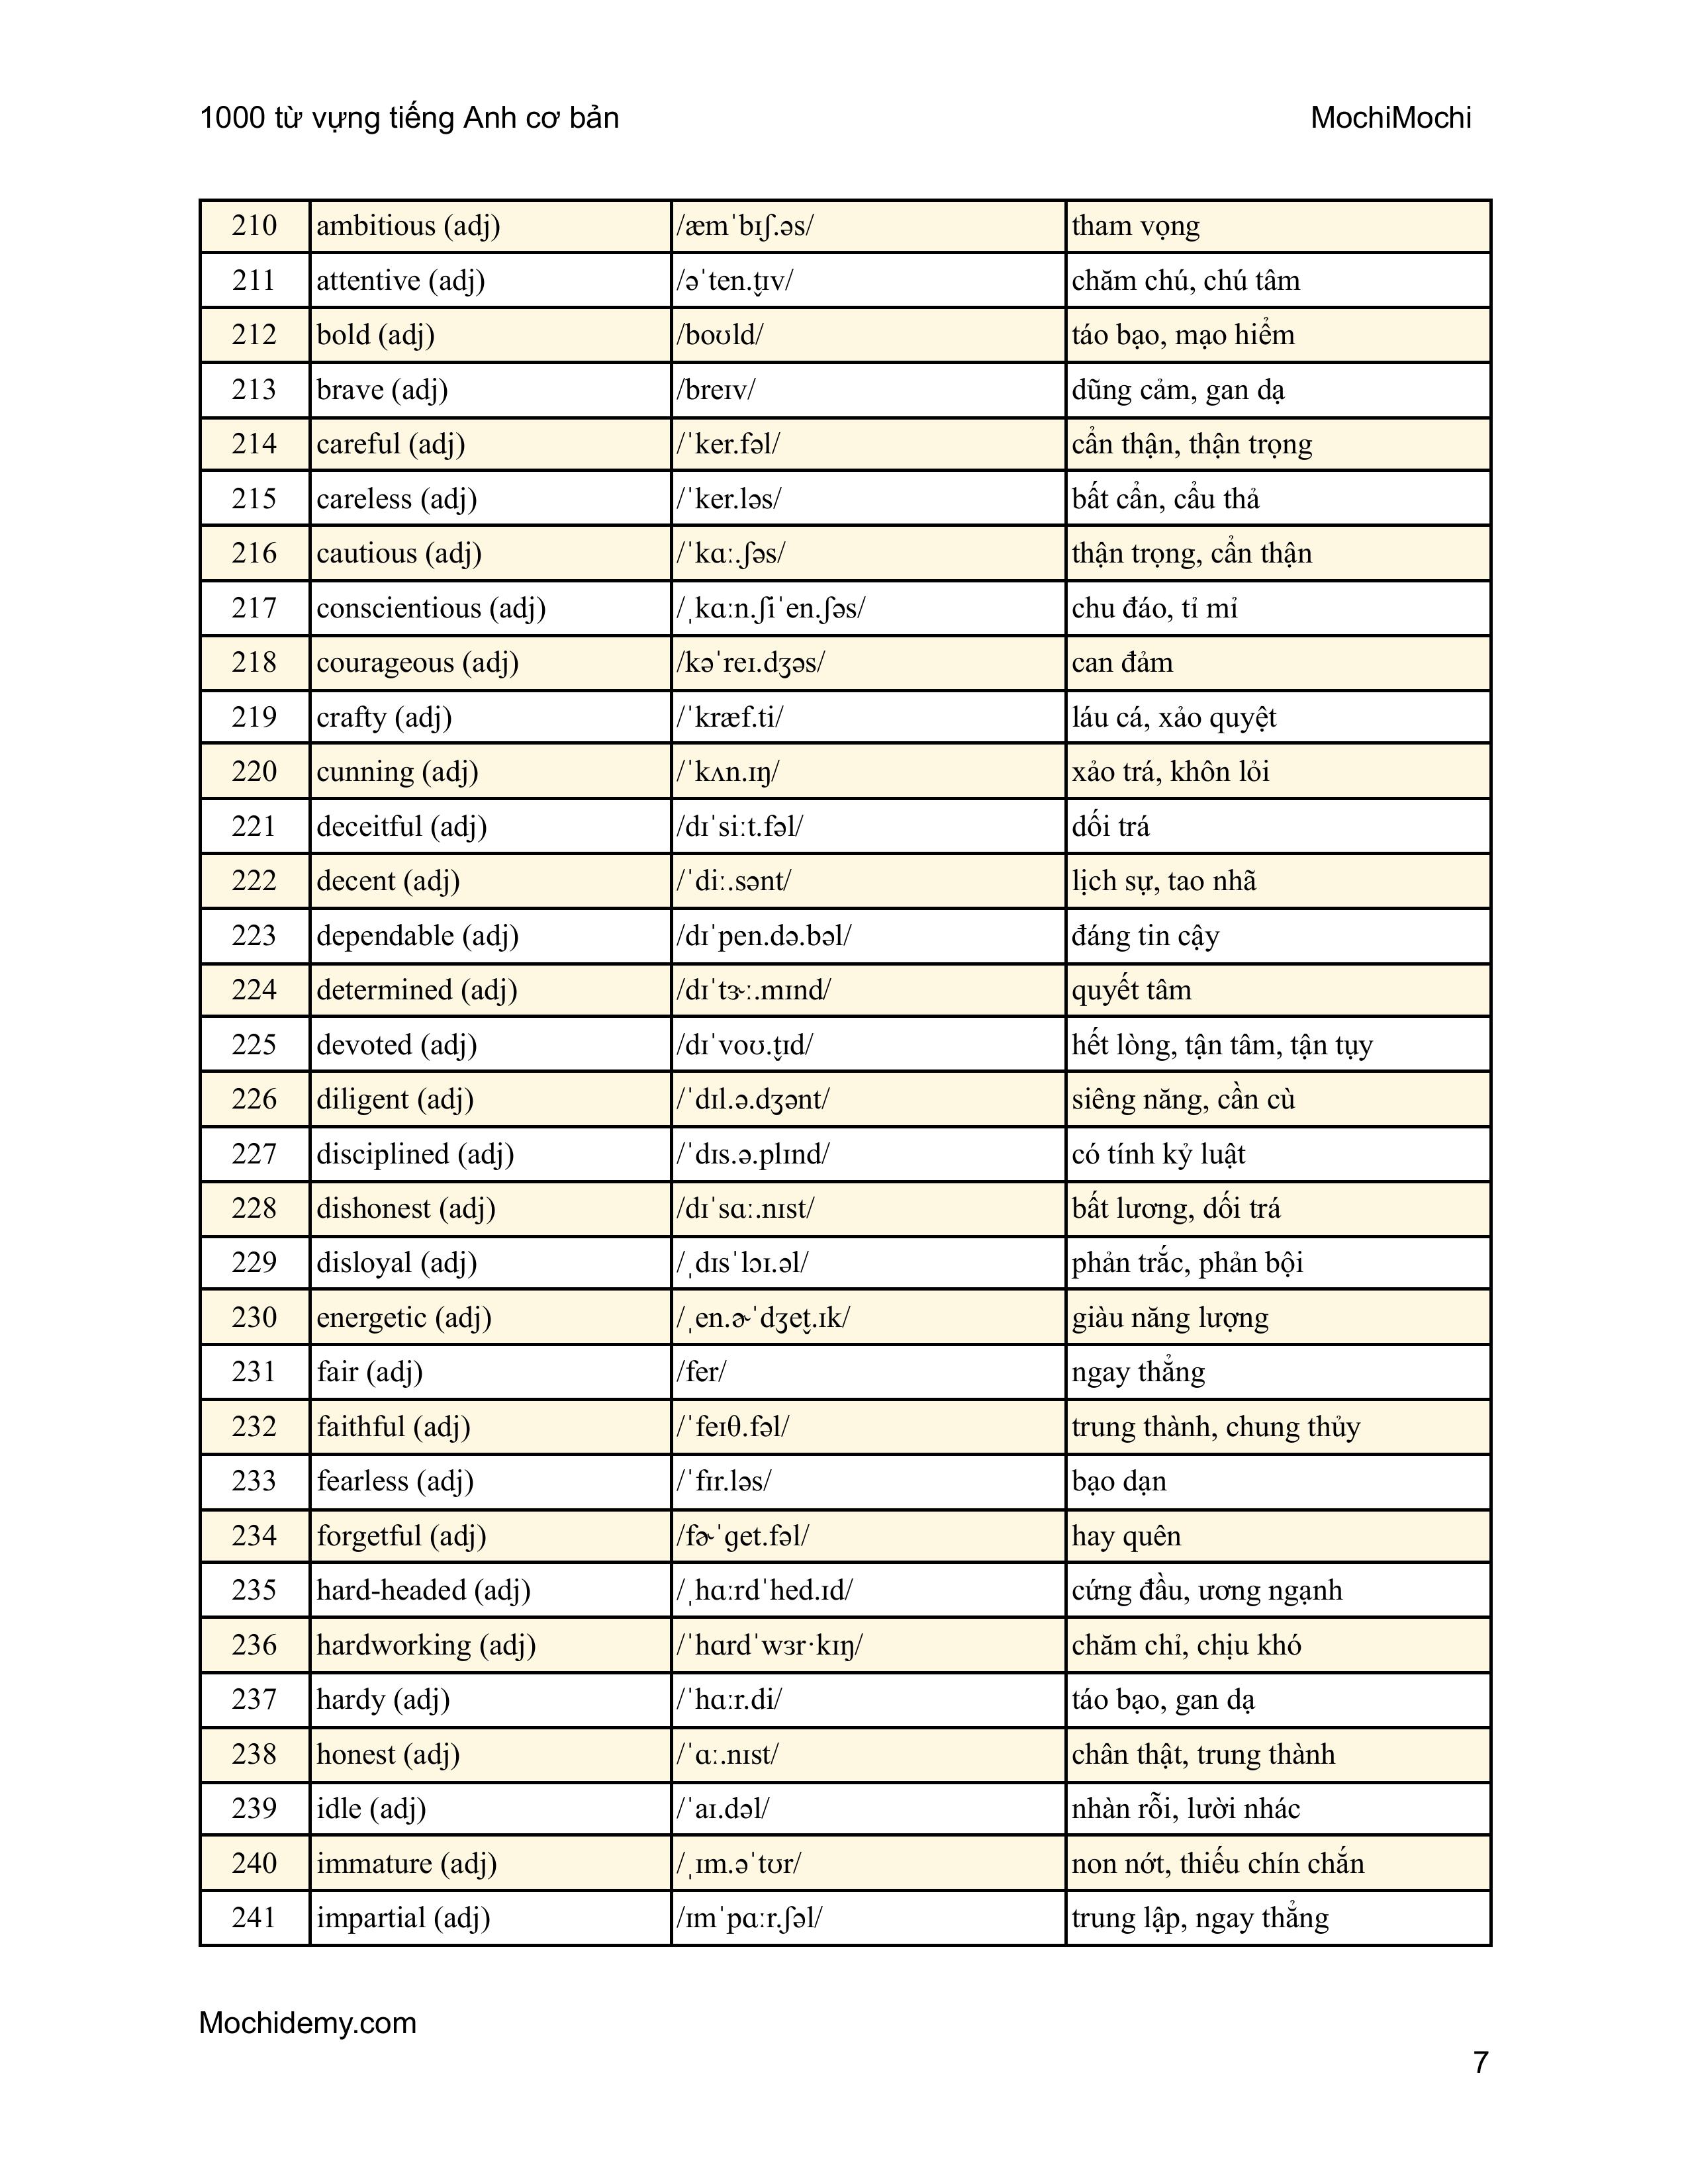 1000 từ vựng tiếng Anh cơ bản MochiMochi
210 ambitious (adj) /æmˈbɪʃ.əs/ tham vọng
211 attentive (adj) /əˈten.t̬ɪv/ chăm chú, chú tâm
212 bold (adj) /boʊld/ táo bạo, mạo hiểm
213 brave (adj) /breɪv/ dũng cảm, gan dạ
214 careful (adj) /ˈker.fəl/ cẩn thận, thận trọng
215 careless (adj) /ˈker.ləs/ bất cẩn, cẩu thả
216 cautious (adj) /ˈkɑː.ʃəs/ thận trọng, cẩn thận
217 conscientious (adj) /ˌkɑːn.ʃiˈen.ʃəs/ chu đáo, tỉ mỉ
218 courageous (adj) /kəˈreɪ.dʒəs/ can đảm
219 crafty (adj) /ˈkræf.ti/ láu cá, xảo quyệt
220 cunning (adj) /ˈkʌn.ɪŋ/ xảo trá, khôn lỏi
221 deceitful (adj) /dɪˈsiːt.fəl/ dối trá
222 decent (adj) /ˈdiː.sənt/ lịch sự, tao nhã
223 dependable (adj) /dɪˈpen.də.bəl/ đáng tin cậy
224 determined (adj) /dɪˈtɝː.mɪnd/ quyết tâm
225 devoted (adj) /dɪˈvoʊ.t̬ɪd/ hết lòng, tận tâm, tận tụy
226 diligent (adj) /ˈdɪl.ə.dʒənt/ siêng năng, cần cù
227 disciplined (adj) /ˈdɪs.ə.plɪnd/ có tính kỷ luật
228 dishonest (adj) /dɪˈsɑː.nɪst/ bất lương, dối trá
229 disloyal (adj) /ˌdɪsˈlɔɪ.əl/ phản trắc, phản bội
230 energetic (adj) /ˌen.ɚˈdʒet̬.ɪk/ giàu năng lượng
231 fair (adj) /fer/ ngay thẳng
232 faithful (adj) /ˈfeɪθ.fəl/ trung thành, chung thủy
233 fearless (adj) /ˈfɪr.ləs/ bạo dạn
234 forgetful (adj) /fɚˈɡet.fəl/ hay quên
235 hard-headed (adj) /ˌhɑːrdˈhed.ɪd/ cứng đầu, ương ngạnh
236 hardworking (adj) /ˈhɑrdˈwɜr·kɪŋ/ chăm chỉ, chịu khó
237 hardy (adj) /ˈhɑːr.di/ táo bạo, gan dạ
238 honest (adj) /ˈɑː.nɪst/ chân thật, trung thành
239 idle (adj) /ˈaɪ.dəl/ nhàn rỗi, lười nhác
240 immature (adj) /ˌɪm.əˈtʊr/ non nớt, thiếu chín chắn
241 impartial (adj) /ɪmˈpɑːr.ʃəl/ trung lập, ngay thẳng
Mochidemy.com
7